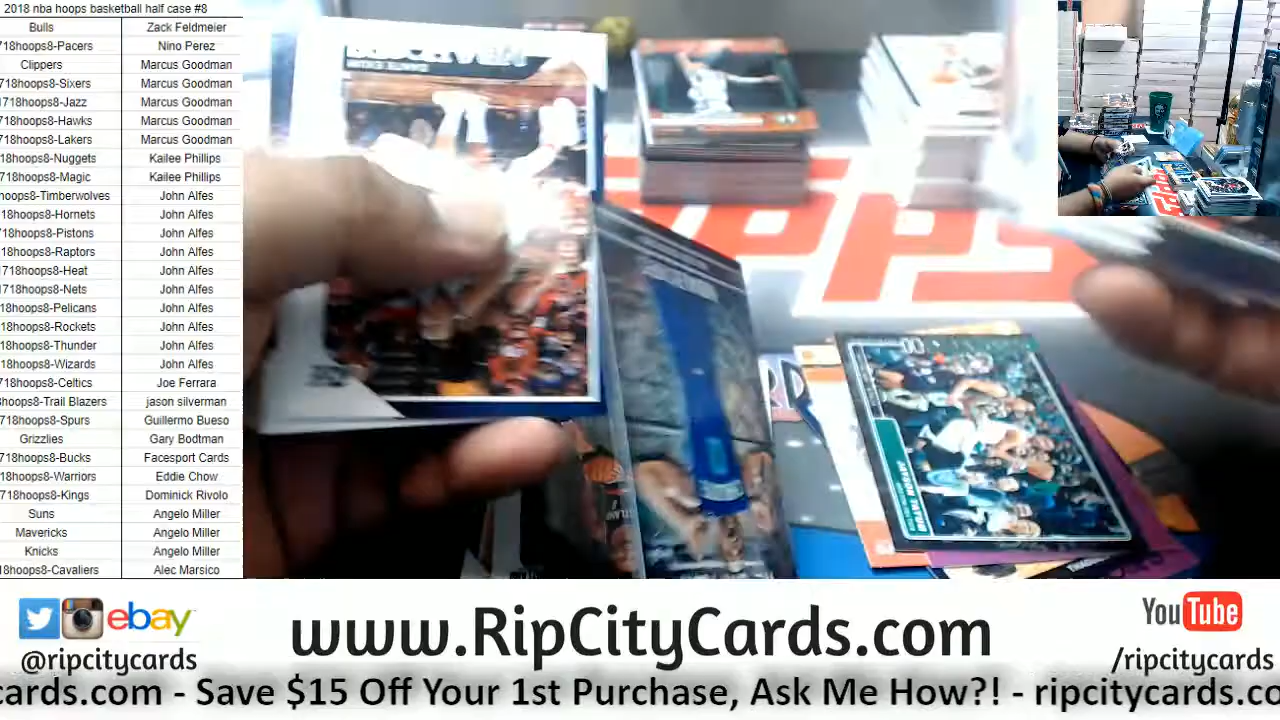 2018 nba hoops basketball half case #8
Bulls Zack Feldmeier
718hoops8-Pacers Nino Perez
Clippers Marcus Goodman
718hoops8-Sixers Marcus Goodman
1718hoops8-Jazz Marcus Goodman
718hoops8-Hawks Marcus Goodman
718hoops8-Lakers Marcus Goodman
18hoops8-Nuggets Kailee Phillips
718hoops8-Magic Kailee Phillips
hoops8-Timberwolves John Alfes
18hoops8-Hornets John Alfes
718hoops8-Pistons John Alfes
18hoops8-Raptors John Alfes
718hoops8-Heat John Alfes
718hoops8-Nets John Alfes
18hoops8-Pelicans John Alfes
18hoops8-Rockets John Alfes
18hoops8-Thunder John Alfes
18hoops8-Wizards John Alfes
718hoops8-Celtics Joe Ferrara
hoops8-Trail Blazers jason silverman
718hoops8-Spurs Guillermo Bueso
Grizzlies Gary Bodtman
718hoops8-Bucks Facesport Cards
18hoops8-Warriors Eddie Chow
718hoops8-Kings Dominick Rivolo
Suns Angelo Miller
Mavericks Angelo Miller
Knicks Angelo Miller
18hoops8-Cavaliers Alec Marsico
JAYSON TATUM
ebay
@ripcitycards
www.RipCityCards.com
YouTube
/ripcitycards
cards.com - Save $15 Off Your 1st Purchase, Ask Me How?! - ripcitycards.co